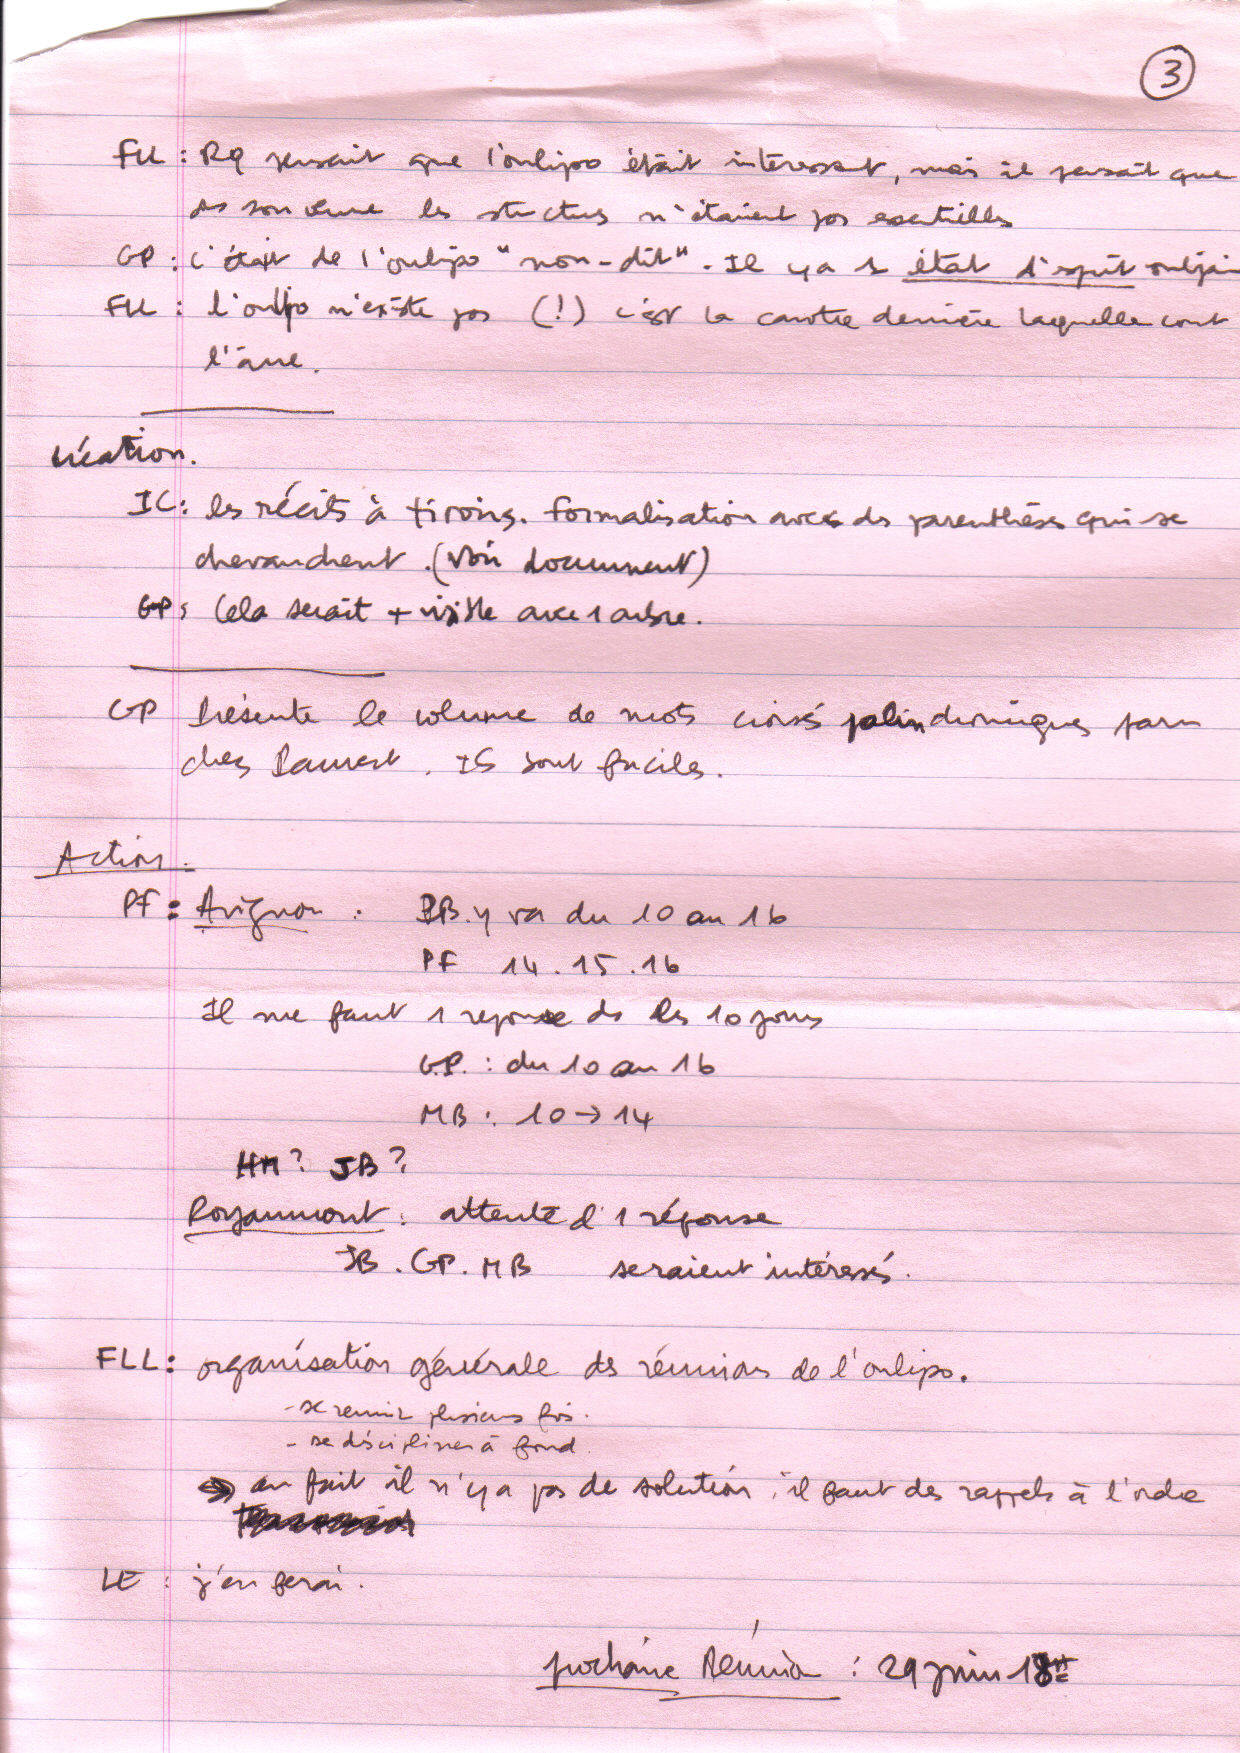 3
FLL : RQ pensait que l'oulipo était intéressant, mais il pensait que
ds son œuvre les structures n'étaient pas essentielles
GP : c'était de l'oulipo "non-dit". Il y a 1 état d'esprit oulipien
FLL : l'oulipo n'existe pas (!) c'est la carotte derrière laquelle court
l'âne.
Création.
IC : les récits à tiroirs. Formalisation avec ds parenthèses qui se
chevauchent. (voir document)
GP : Cela serait + visible avec 1 arbre.
GP Présente le volume de mots croisés palindromiques paru
chez . Ils sont faciles.
Action.
PF : Avignon : JB. y va du 10 au 16
PF 14.15.16
Il me faut 1 réponse ds les 10 jours
G.P. : du 10 au 16
MB : 10 → 14
HM ? JB ?
Royaumont : attente d'1 réponse
JB. GP. MB seraient intéressés.
FLL : organisation générale des réunions de l'oulipo.
- se réunir plusieurs fois.
- se discipliner à fond.
→ en fait il n'y a pas de solution ; il faut des rappels à l'ordre
LE : j'en ferai.
prochaine Réunion : 29 juin 18H